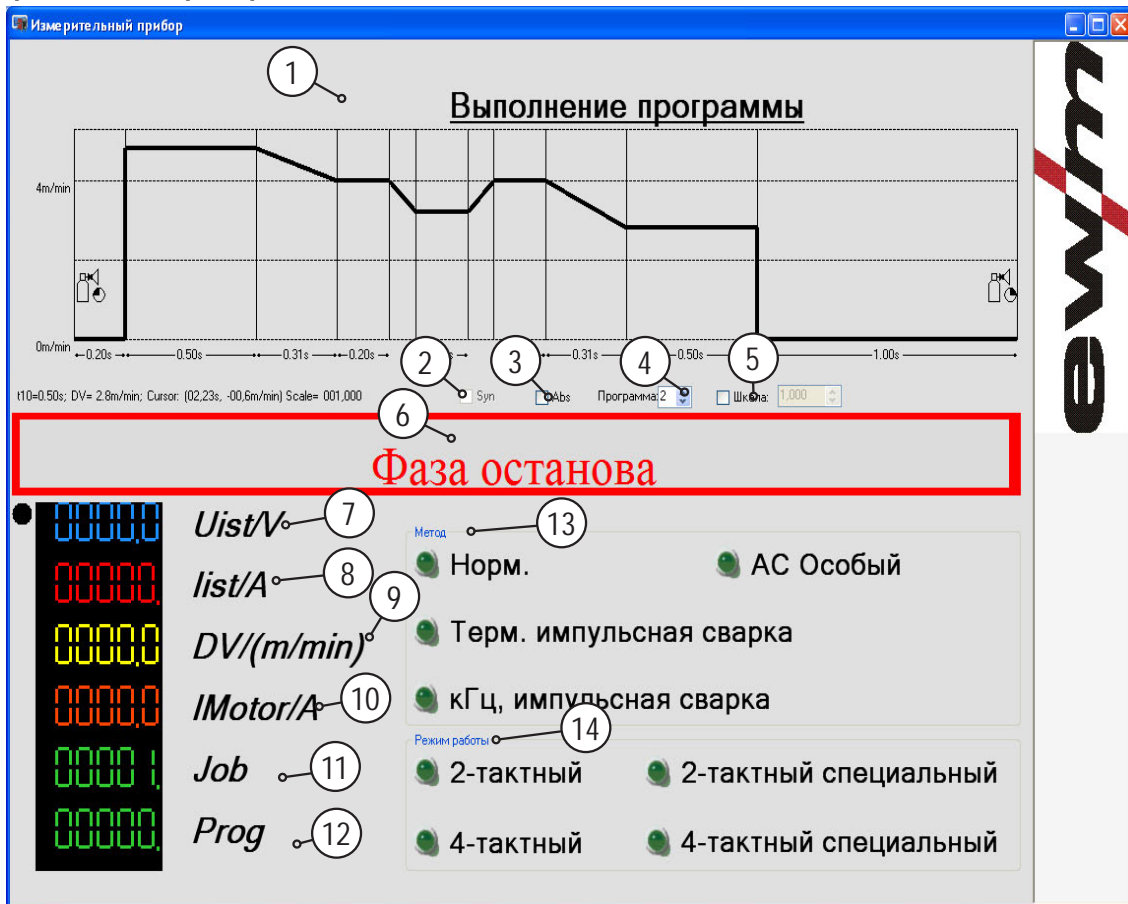 Измерительный прибор
1
Выполнение программы
4m/min
0m/min
0.20s 0.50s 0.31s 0.20s s 0.31s 0.50s 1.00s
2 3 4 5
t10=0.50s; DV= 2.8m/min; Cursor: (02,23s, -00,6m/min) Scale= 001,000 Syn Abs Программа: 2 Шкала: 1,000
6
Фаза останова
0000,0 Uist/V 7
00000, Iist/A 8
0000,0 DV/(m/min) 9
0000,0 IMotor/A 10
00001, Job 11
00000, Prog 12
Метод 13
Норм. АС Особый
Терм. импульсная сварка
кГц, импульсная сварка
Режим работы 14
2-тактный 2-тактный специальный
4-тактный 4-тактный специальный
ewm